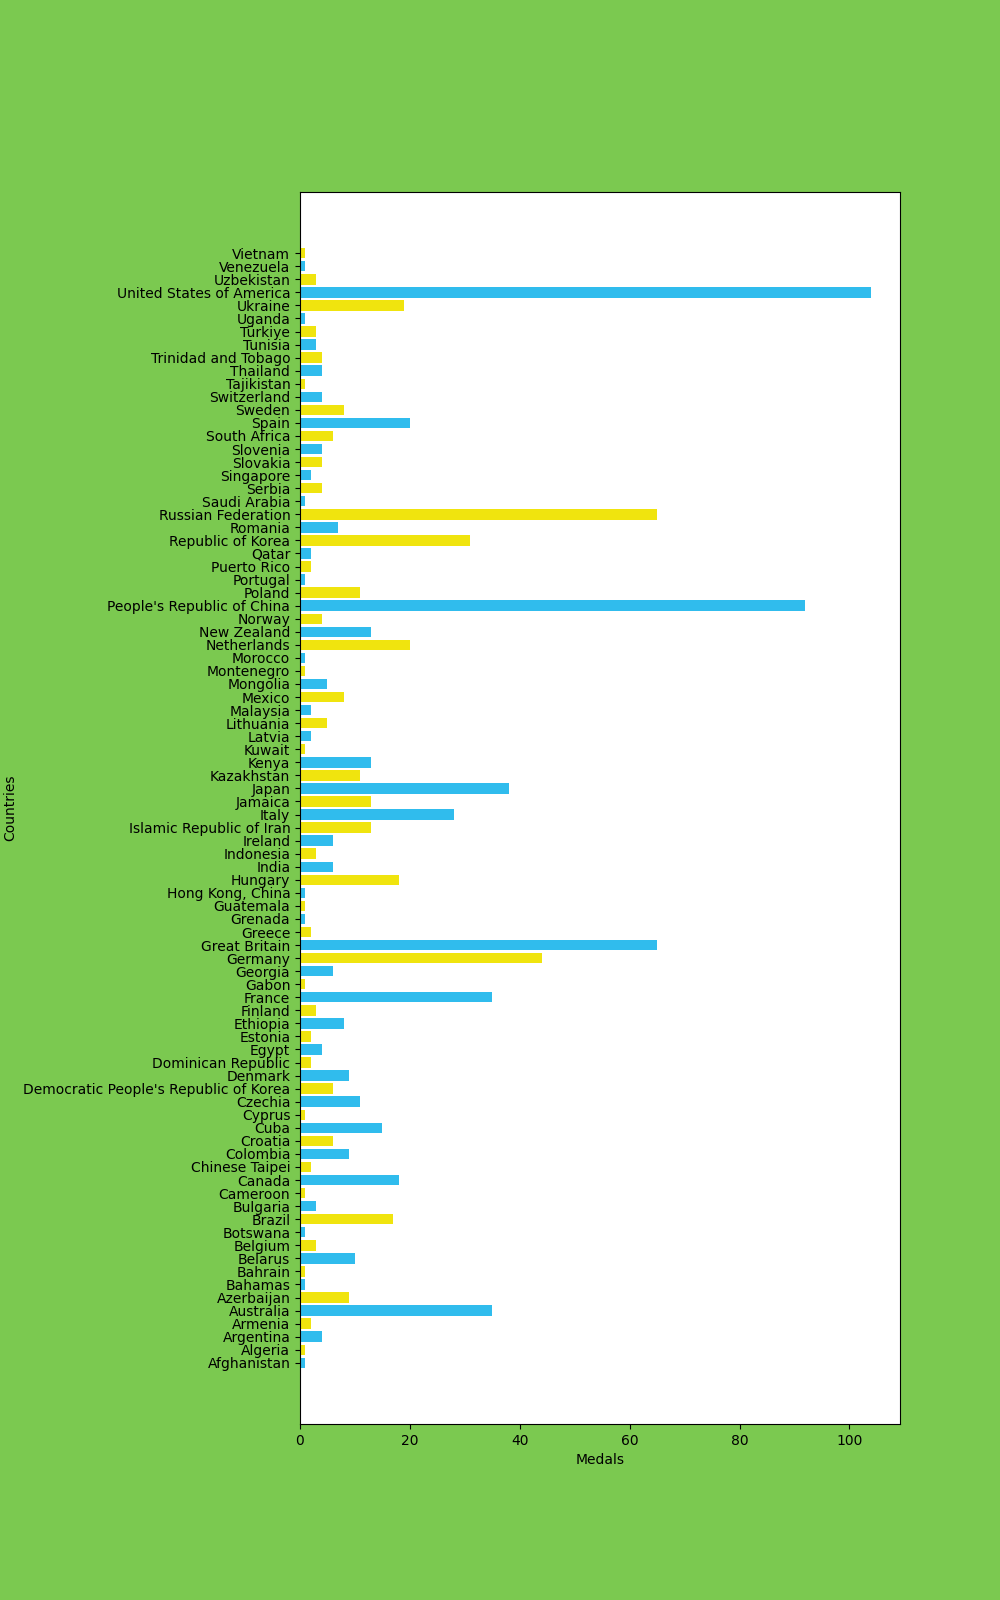 Vietnam
Venezuela
Uzbekistan
United States of America
Ukraine
Uganda
Türkiye
Tunisia
Trinidad and Tobago
Thailand
Tajikistan
Switzerland
Sweden
Spain
South Africa
Slovenia
Slovakia
Singapore
Serbia
Saudi Arabia
Russian Federation
Romania
Republic of Korea
Qatar
Puerto Rico
Portugal
Poland
People's Republic of China
Norway
New Zealand
Netherlands
Morocco
Montenegro
Mongolia
Mexico
Malaysia
Lithuania
Latvia
Kuwait
Kenya
Kazakhstan
Japan
Jamaica
Italy
Islamic Republic of Iran
Ireland
Indonesia
India
Hungary
Hong Kong, China
Guatemala
Grenada
Greece
Great Britain
Germany
Georgia
Gabon
France
Finland
Ethiopia
Estonia
Egypt
Dominican Republic
Denmark
Democratic People's Republic of Korea
Czechia
Cyprus
Cuba
Croatia
Colombia
Chinese Taipei
Canada
Cameroon
Bulgaria
Brazil
Botswana
Belgium
Belarus
Bahrain
Bahamas
Azerbaijan
Australia
Armenia
Argentina
Algeria
Afghanistan
Countries
0 20 40 60 80 100
Medals